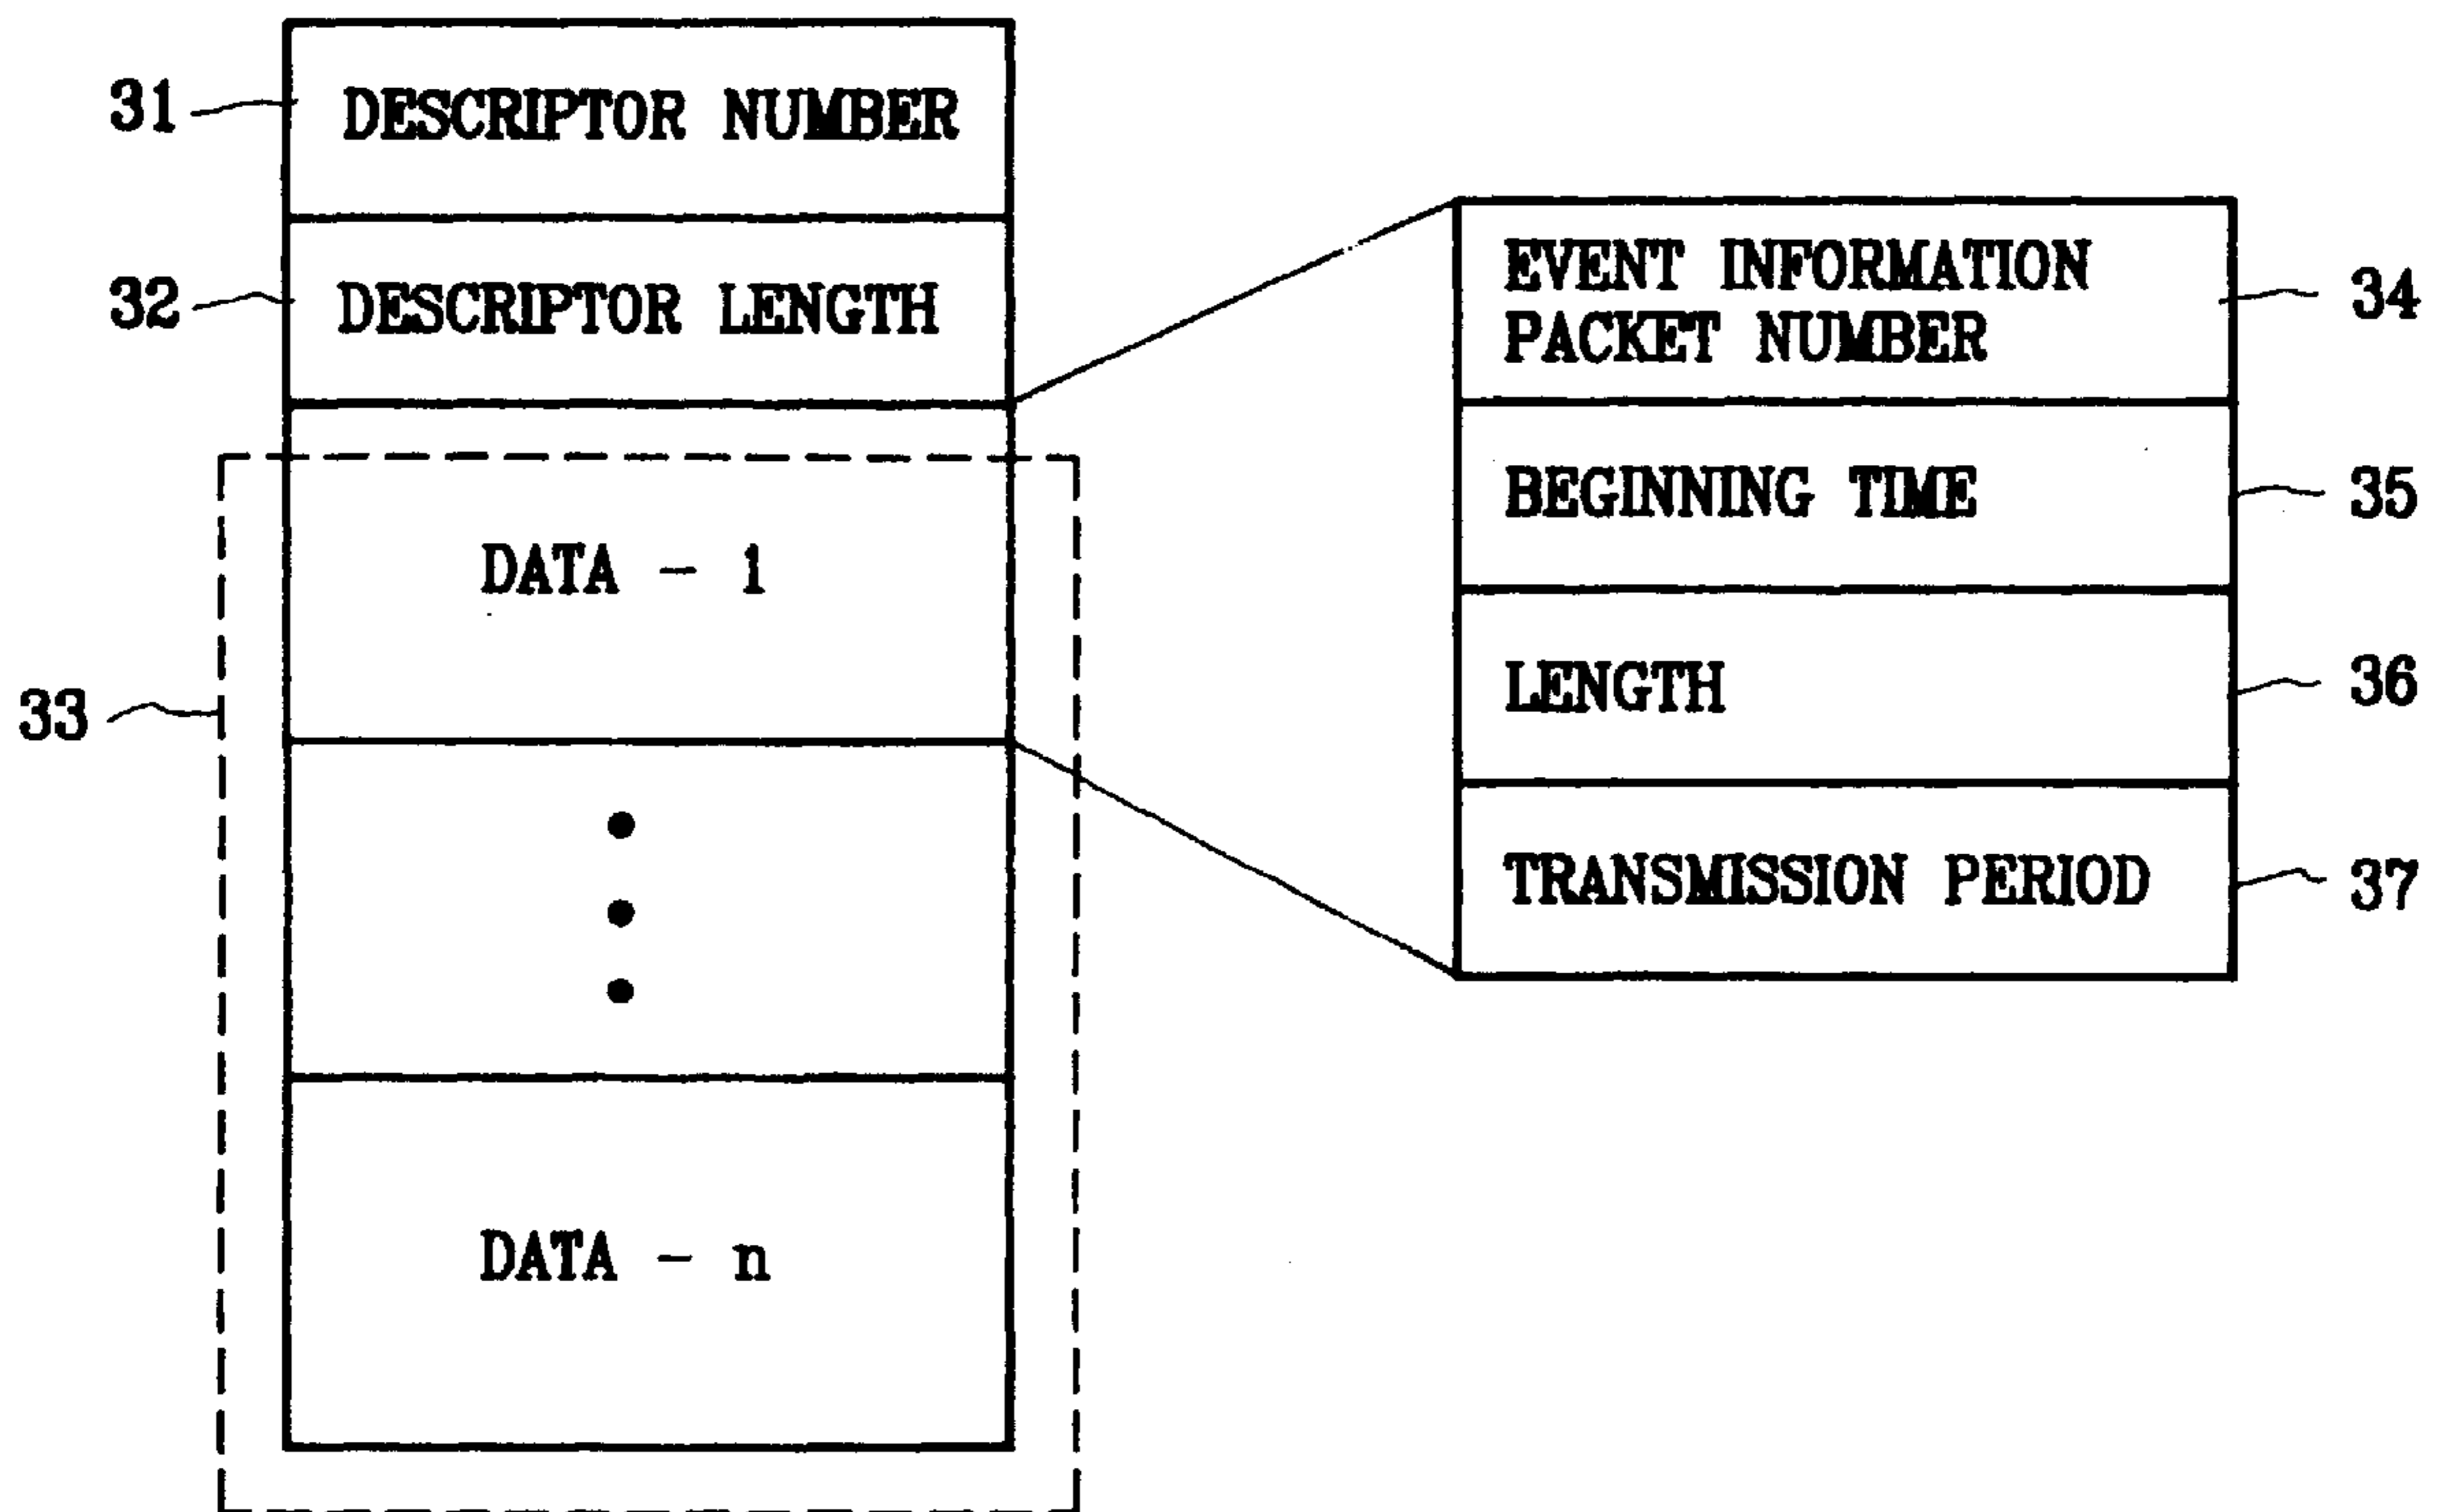 31 DESCRIPTOR NUMBER
32 DESCRIPTOR LENGTH
33
DATA - 1
DATA - n
EVENT INFORMATION
PACKET NUMBER
34
BEGINNING TIME 35
LENGTH 36
TRANSMISSION PERIOD 37